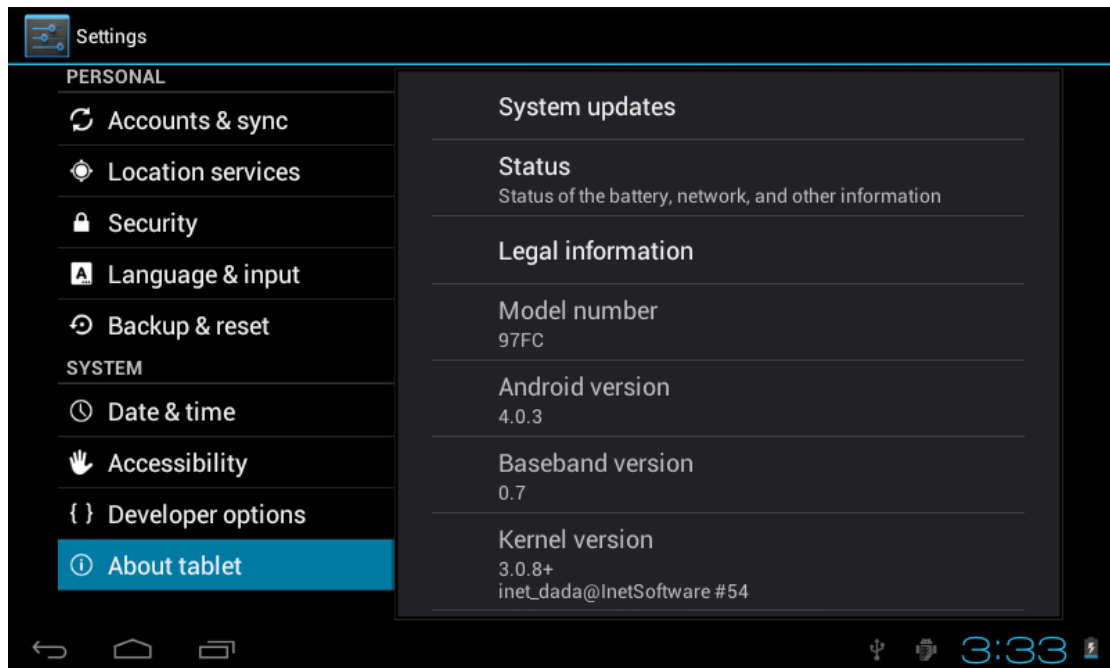 Settings
PERSONAL
Accounts & sync
Location services
Security
Language & input
Backup & reset
SYSTEM
Date & time
Accessibility
{ } Developer options
About tablet
System updates
Status
Status of the battery, network, and other information
Legal information
Model number
97FC
Android version
4.0.3
Baseband version
0.7
Kernel version
3.0.8+
inet_dada@InetSoftware #54
3:33